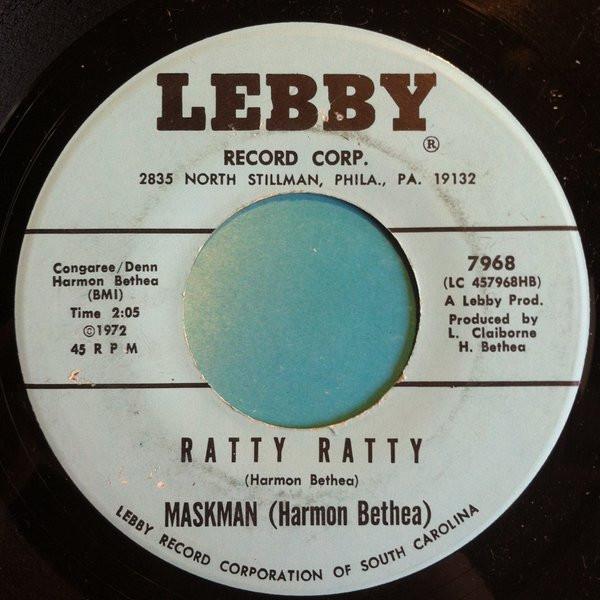 LEBBY
®
RECORD CORP.
2835 NORTH STILLMAN, PHILA., PA. 19132
Congaree/Denn
Harmon Bethea
(BMI)
Time 2:05
©1972
45 R P M
7968
(LC 457968HB)
A Lebby Prod.
Produced by
L. Claiborne
H. Bethea
RATTY RATTY
(Harmon Bethea)
MASKMAN (Harmon Bethea)
LEBBY RECORD CORPORATION OF SOUTH CAROLINA